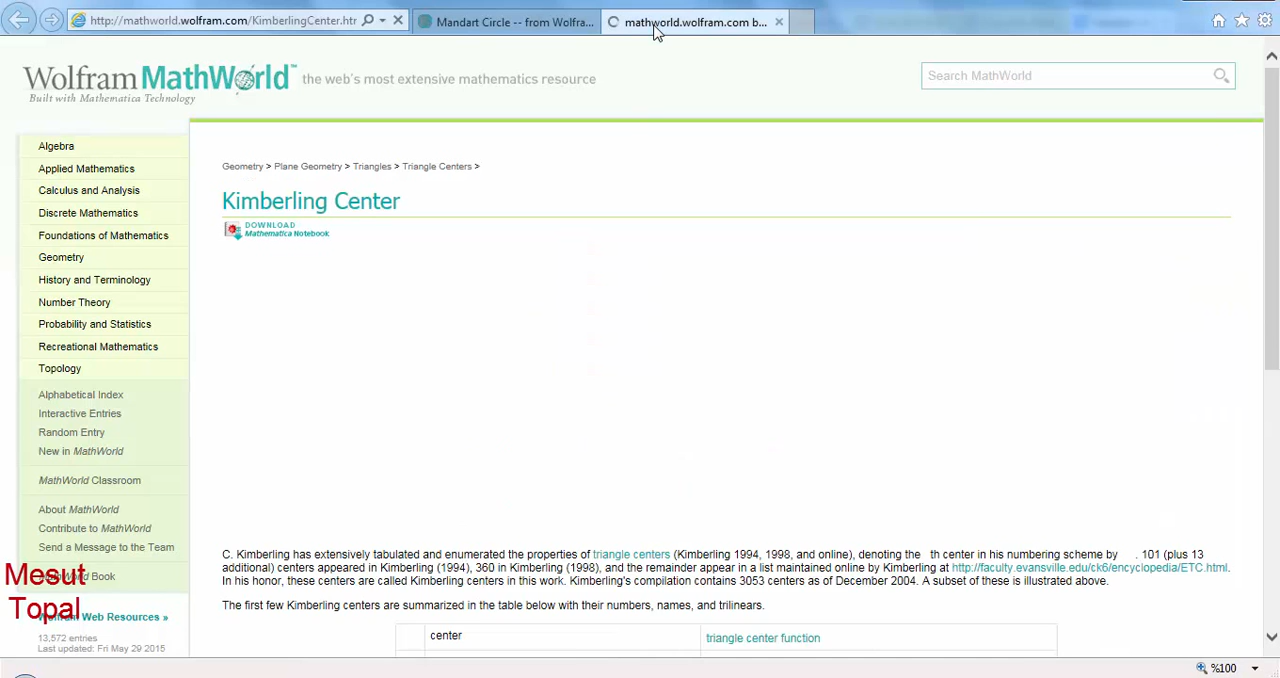 http://mathworld.wolfram.com/KimberlingCenter.htr
Mandart Circle -- from Wolfra...
mathworld.wolfram.com b...
Wolfram MathWorld™
the web's most extensive mathematics resource
Built with Mathematica Technology
Search MathWorld
Algebra
Applied Mathematics
Calculus and Analysis
Discrete Mathematics
Foundations of Mathematics
Geometry
History and Terminology
Number Theory
Probability and Statistics
Recreational Mathematics
Topology
Alphabetical Index
Interactive Entries
Random Entry
New in MathWorld
MathWorld Classroom
About MathWorld
Contribute to MathWorld
Send a Message to the Team
Book
Mesut
Topal
Wolfram Web Resources »
13,572 entries
Last updated: Fri May 29 2015
Geometry > Plane Geometry > Triangles > Triangle Centers >
Kimberling Center
DOWNLOAD
Mathematica Notebook
C. Kimberling has extensively tabulated and enumerated the properties of triangle centers (Kimberling 1994, 1998, and online), denoting the th center in his numbering scheme by . 101 (plus 13
additional) centers appeared in Kimberling (1994), 360 in Kimberling (1998), and the remainder appear in a list maintained online by Kimberling at http://faculty.evansville.edu/ck6/encyclopedia/ETC.html.
In his honor, these centers are called Kimberling centers in this work. Kimberling's compilation contains 3053 centers as of December 2004. A subset of these is illustrated above.
The first few Kimberling centers are summarized in the table below with their numbers, names, and trilinears.
center
triangle center function
%100